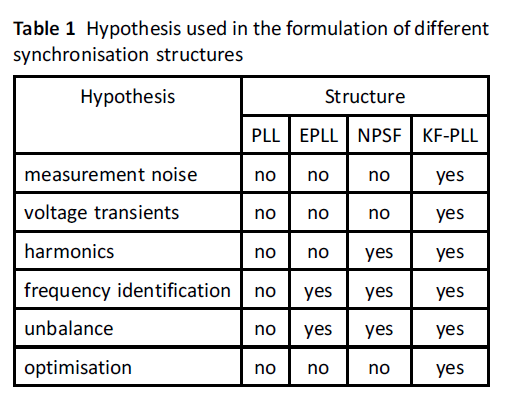 Table 1 Hypothesis used in the formulation of different
synchronisation structures
Hypothesis Structure
PLL EPLL NPSF KF-PLL
measurement noise no no no yes
voltage transients no no no yes
harmonics no no yes yes
frequency identification no yes yes yes
unbalance no yes yes yes
optimisation no no no yes